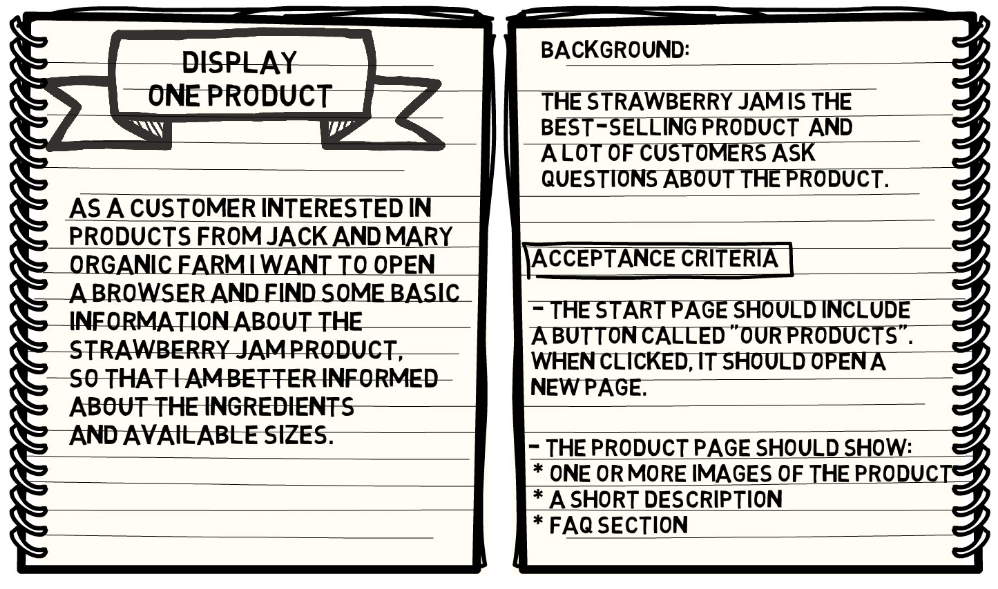 DISPLAY
ONE PRODUCT
AS A CUSTOMER INTERESTED IN
PRODUCTS FROM JACK AND MARY
ORGANIC FARM I WANT TO OPEN
A BROWSER AND FIND SOME BASIC
INFORMATION ABOUT THE
STRAWBERRY JAM PRODUCT,
SO THAT I AM BETTER INFORMED
ABOUT THE INGREDIENTS
AND AVAILABLE SIZES.
BACKGROUND:
THE STRAWBERRY JAM IS THE
BEST-SELLING PRODUCT AND
A LOT OF CUSTOMERS ASK
QUESTIONS ABOUT THE PRODUCT.
ACCEPTANCE CRITERIA
- THE START PAGE SHOULD INCLUDE
A BUTTON CALLED "OUR PRODUCTS".
WHEN CLICKED, IT SHOULD OPEN A
NEW PAGE.
- THE PRODUCT PAGE SHOULD SHOW:
* ONE OR MORE IMAGES OF THE PRODUCT
* A SHORT DESCRIPTION
* FAQ SECTION